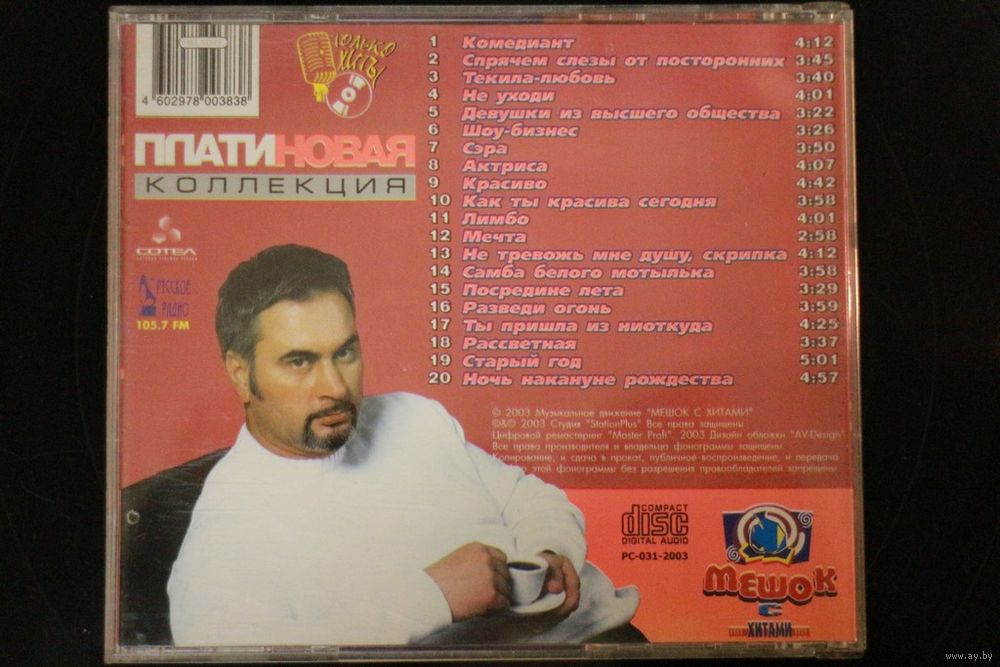 4 602978 003838
ТОЛЬКО
ХИТЫ
ПЛАТИНОВАЯ
КОЛЛЕКЦИЯ
СОТЕЛ
РУССКОЕ
РАДИО
105.7 FM
1 Комедиант 4:12
2 Спрячем слезы от посторонних 3:45
3 Текила-любовь 3:40
4 Не уходи 4:01
5 Девушки из высшего общества 3:22
6 Шоу-бизнес 3:26
7 Сэра 3:50
8 Актриса 4:07
9 Красиво 4:42
10 Как ты красива сегодня 3:58
11 Лимбо 4:01
12 Мечта 2:58
13 Не тревожь мне душу, скрипка 4:12
14 Самба белого мотылька 3:58
15 Посредине лета 3:29
16 Разведи огонь 3:59
17 Ты пришла из ниоткуда 4:25
18 Рассветная 3:37
19 Старый год 5:01
20 Ночь накануне рождества 4:57
© 2003 Музыкальное движение "МЕШОК С ХИТАМИ"
©&© 2003 Студия "StationPlus" Все права защищены
Цифровой ремастеринг "Master Profi", 2003 Дизайн обложки "AV-Design"
Все права производителя и владельца фонограммы защищены.
Копирование, и сдача в прокат, публичное воспроизведение, и передача
этой фонограммы без разрешения правообладателей запрещены
COMPACT
disc
DIGITAL AUDIO
PC-031-2003
МЕШОК
С
ХИТАМИ
www.ay.by